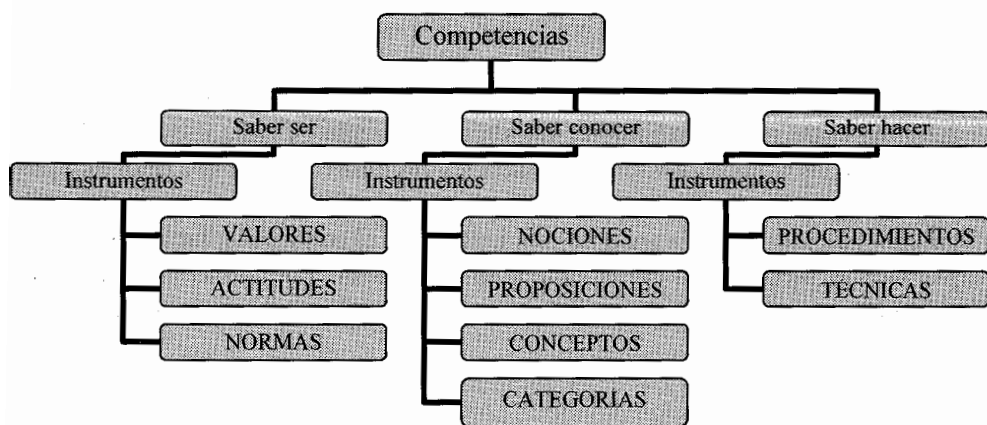 Competencias
Saber ser
Saber conocer
Saber hacer
Instrumentos
Instrumentos
Instrumentos
VALORES
NOCIONES
PROCEDIMIENTOS
ACTITUDES
PROPOSICIONES
TECNICAS
NORMAS
CONCEPTOS
CATEGORIAS